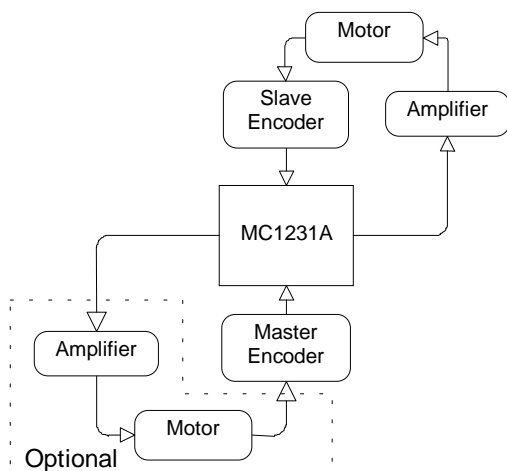 Motor
Slave
Encoder
Amplifier
MC1231A
Master
Encoder
Amplifier
Motor
Optional